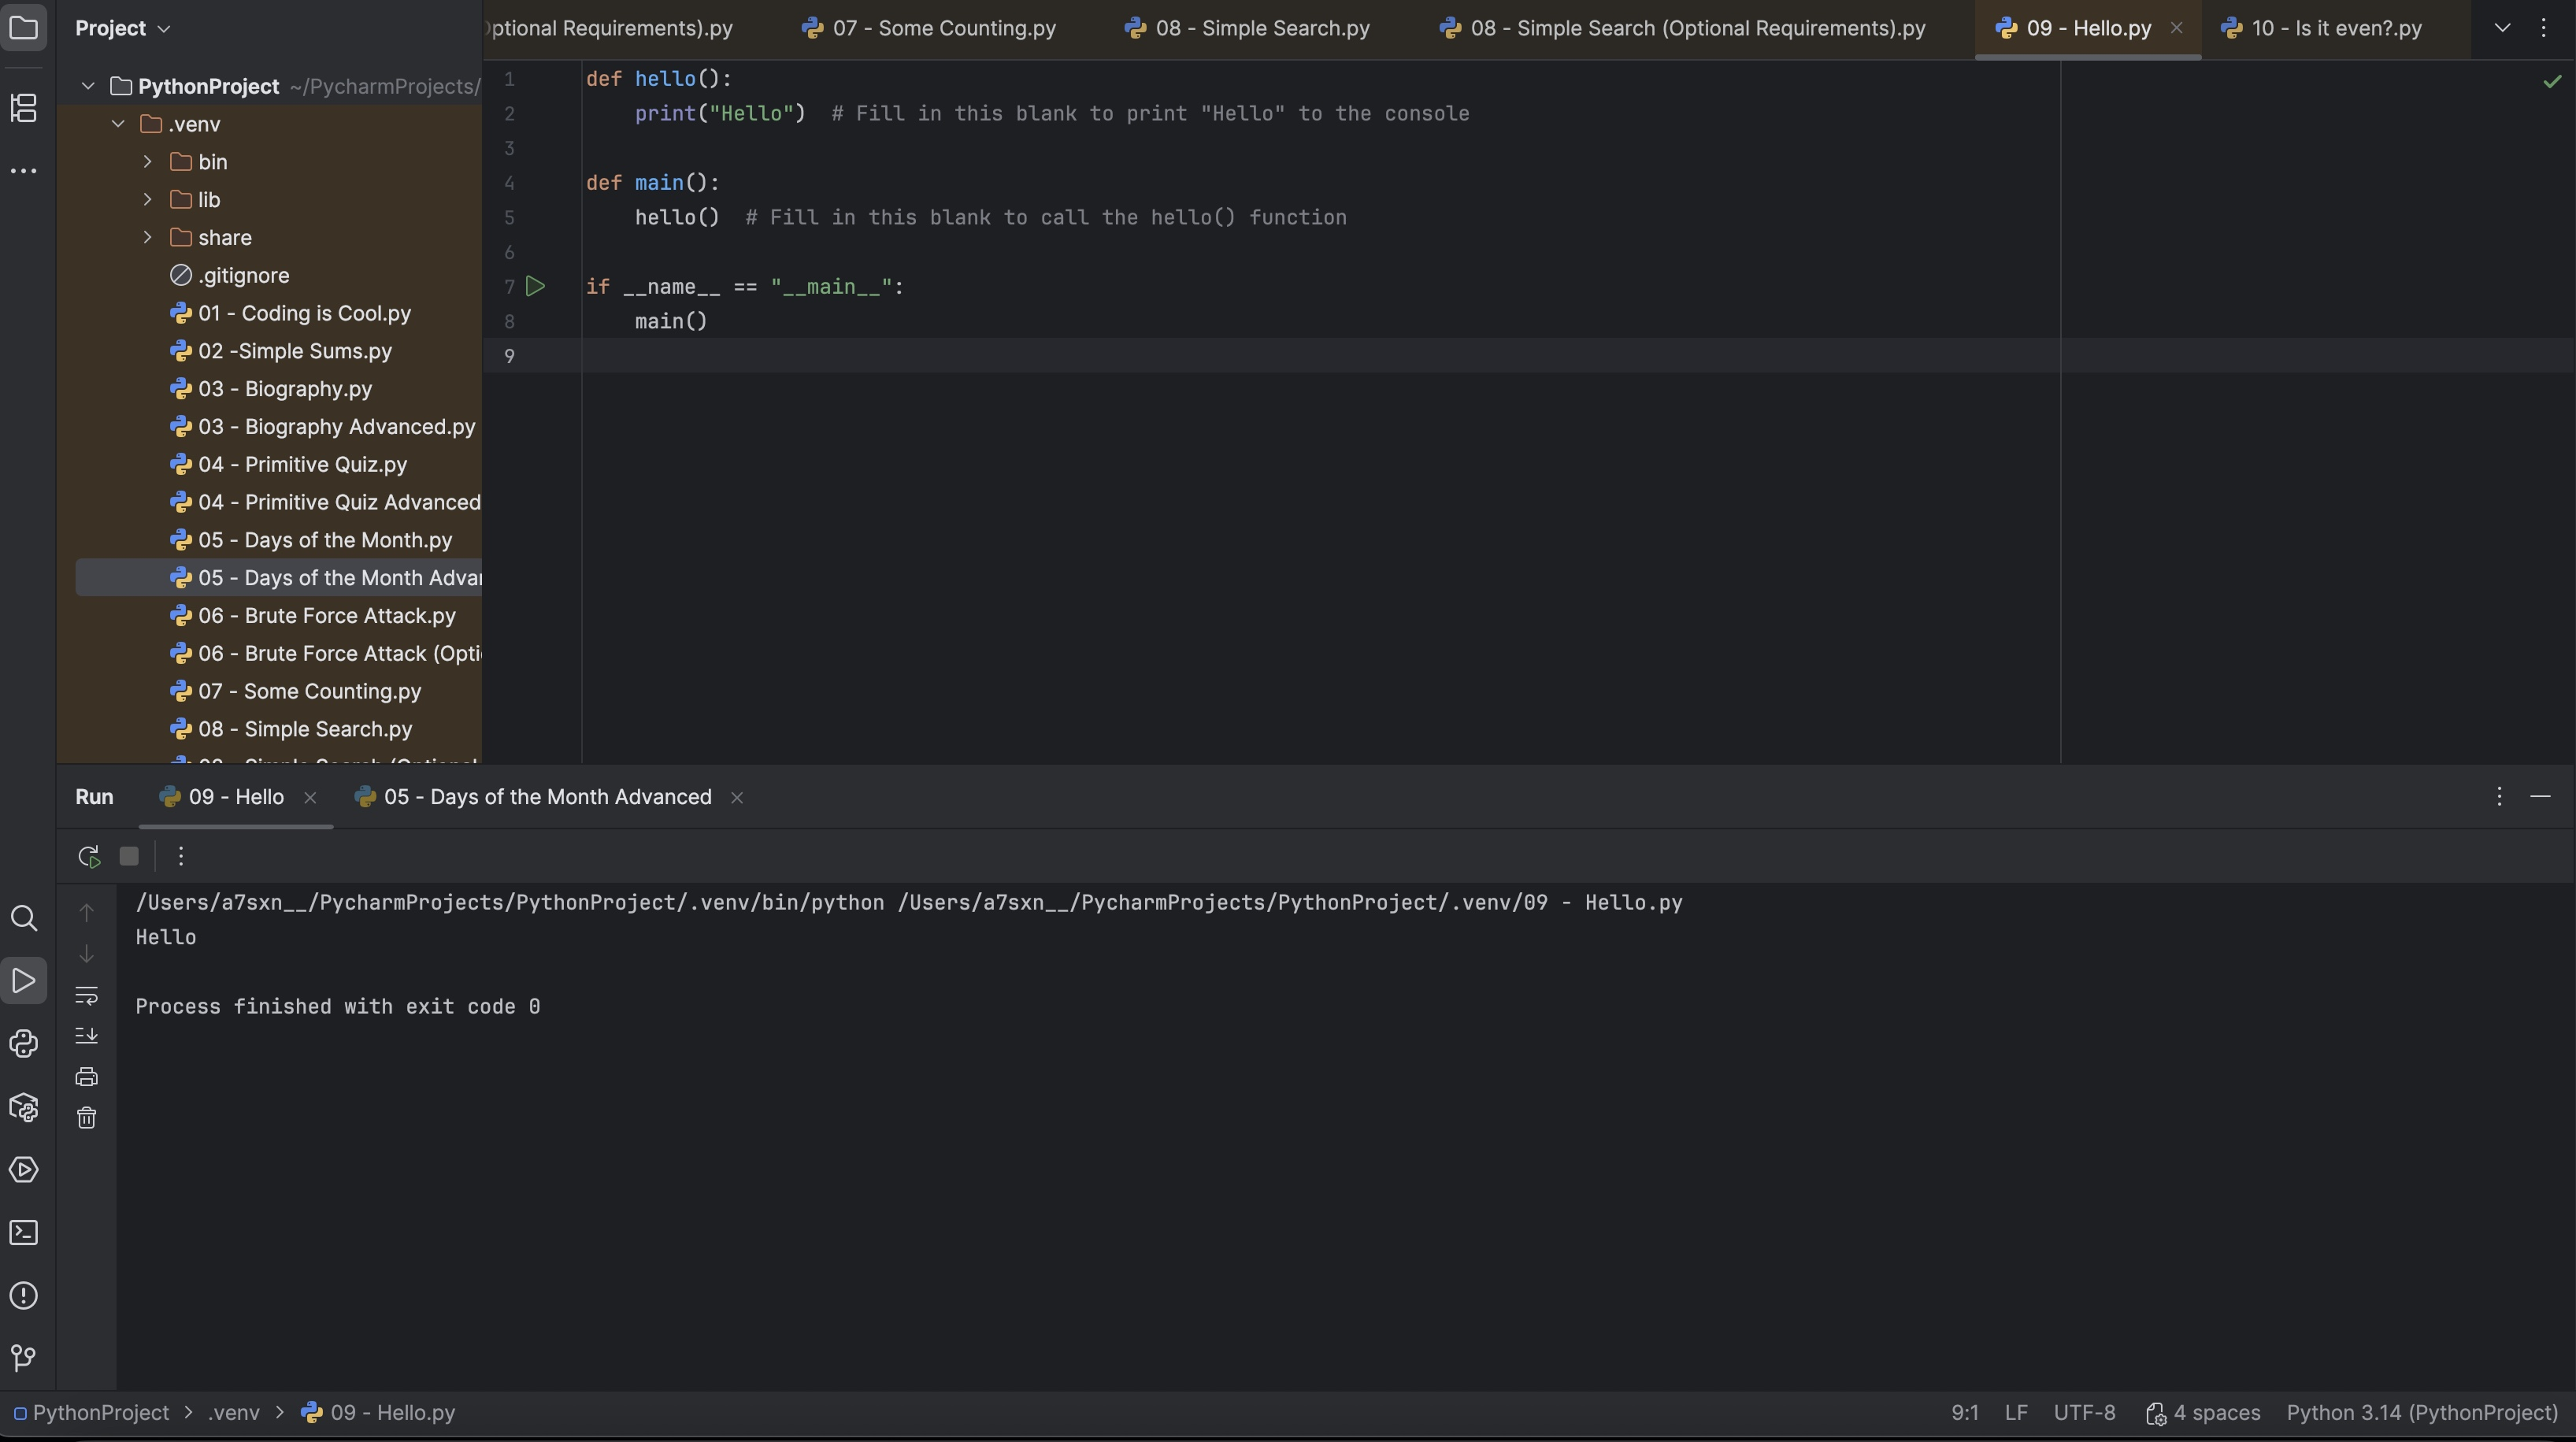 Project
PythonProject ~/PycharmProjects/
.venv
bin
lib
share
.gitignore
01 - Coding is Cool.py
02 -Simple Sums.py
03 - Biography.py
03 - Biography Advanced.py
04 - Primitive Quiz.py
04 - Primitive Quiz Advanced
05 - Days of the Month.py
05 - Days of the Month Advan
06 - Brute Force Attack.py
06 - Brute Force Attack (Opti
07 - Some Counting.py
08 - Simple Search.py
08 - Simple Search (Optional
ptional Requirements).py 07 - Some Counting.py 08 - Simple Search.py 08 - Simple Search (Optional Requirements).py 09 - Hello.py 10 - Is it even?.py
1 def hello():
2 print("Hello") # Fill in this blank to print "Hello" to the console
3
4 def main():
5 hello() # Fill in this blank to call the hello() function
6
7 if __name__ == "__main__":
8 main()
9
Run 09 - Hello 05 - Days of the Month Advanced
/Users/a7sxn__/PycharmProjects/PythonProject/.venv/bin/python /Users/a7sxn__/PycharmProjects/PythonProject/.venv/09 - Hello.py
Hello
Process finished with exit code 0
PythonProject > .venv > 09 - Hello.py 9:1 LF UTF-8 4 spaces Python 3.14 (PythonProject)